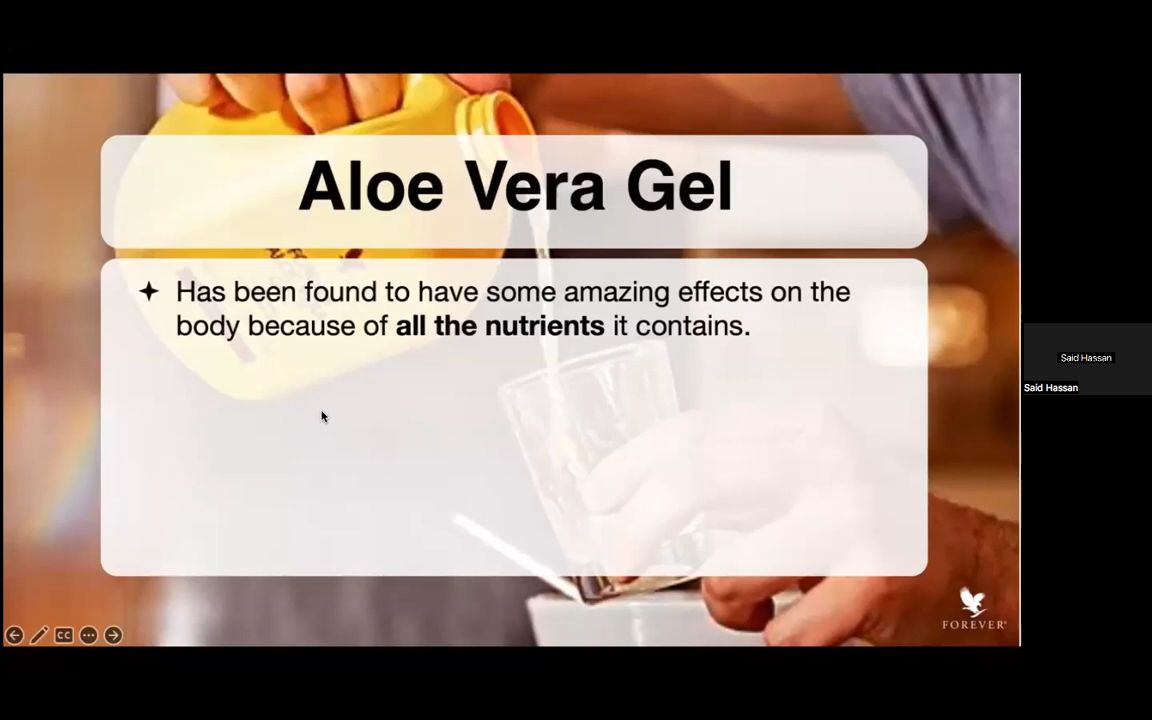 Aloe Vera Gel
Has been found to have some amazing effects on the
body because of all the nutrients it contains.
Said Hassan
Said Hassan
CC
FOREVER